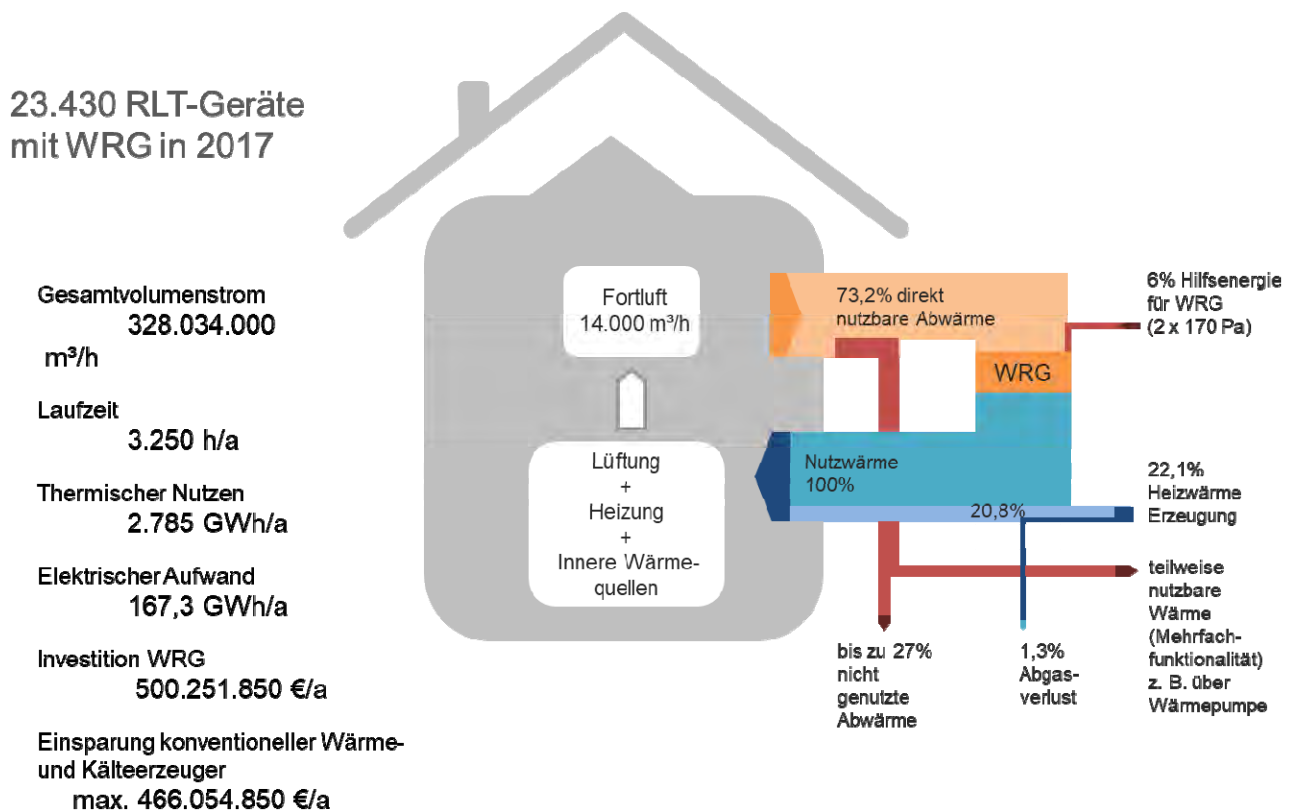 23.430 RLT-Geräte
mit WRG in 2017
Gesamtvolumenstrom
328.034.000
m³/h
Laufzeit
3.250 h/a
Thermischer Nutzen
2.785 GWh/a
Elektrischer Aufwand
167,3 GWh/a
Investition WRG
500.251.850 €/a
Einsparung konventioneller Wärme-
und Kälteerzeuger
max. 466.054.850 €/a
Fortluft
14.000 m³/h
Lüftung
+
Heizung
+
Innere Wärme-
quellen
73,2% direkt
nutzbare Abwärme
WRG
Nutzwärme
100%
20,8%
6% Hilfsenergie
für WRG
(2 x 170 Pa)
22,1%
Heizwärme
Erzeugung
teilweise
nutzbare
Wärme
(Mehrfach-
funktionalität)
z. B. über
Wärmepumpe
bis zu 27%
nicht
genutzte
Abwärme
1,3%
Abgas-
verlust